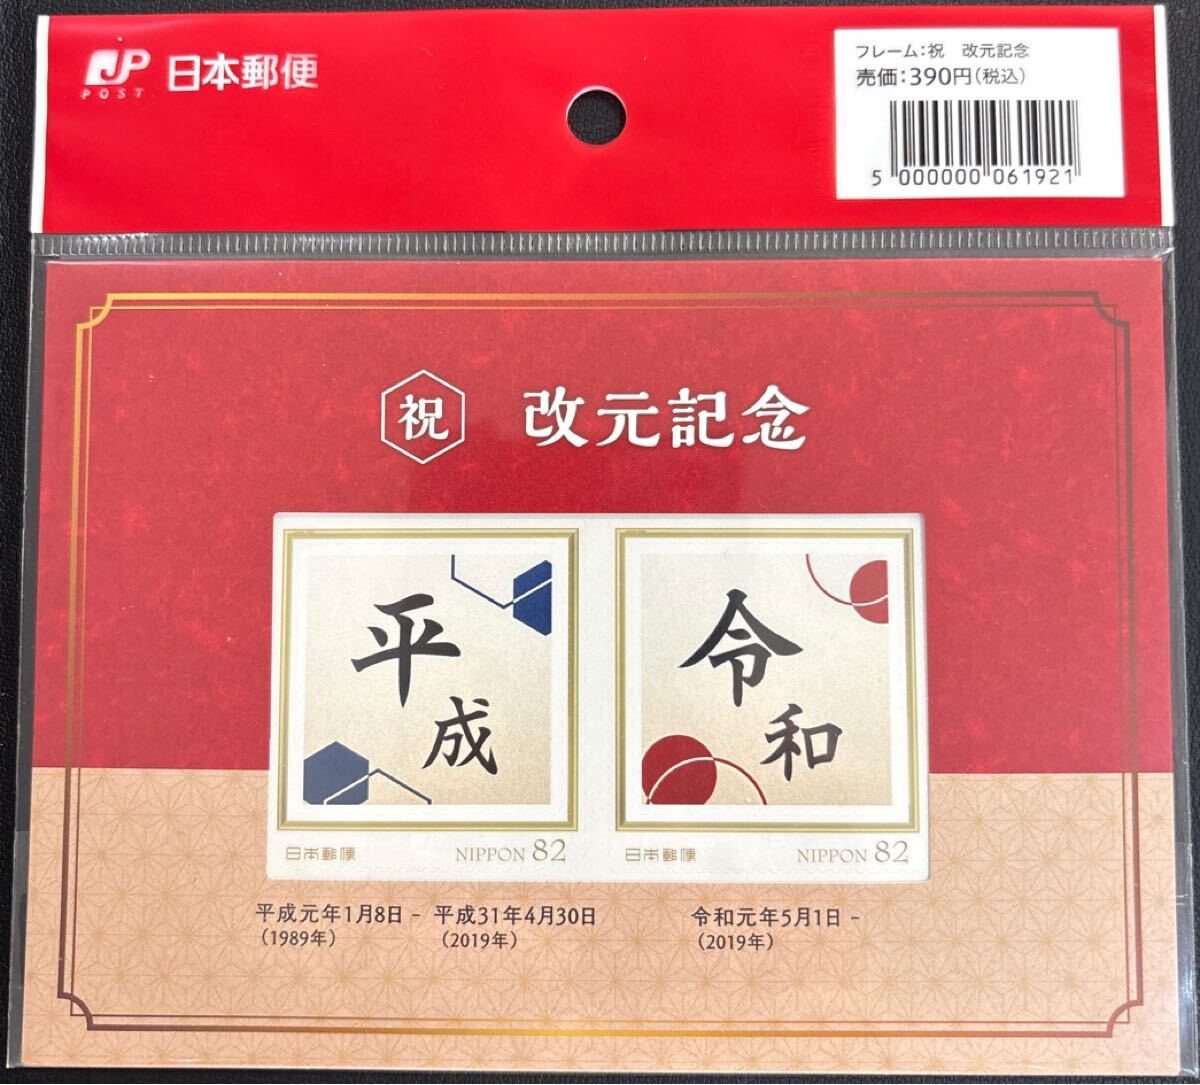 JP
POST
日本郵便
フレーム:祝 改元記念
売価:390円(税込)
5 000000 061921
祝 改元記念
平成
令和
日本郵便 NIPPON 82
日本郵便 NIPPON 82
平成元年1月8日 - 平成31年4月30日
(1989年) (2019年)
令和元年5月1日 -
(2019年)